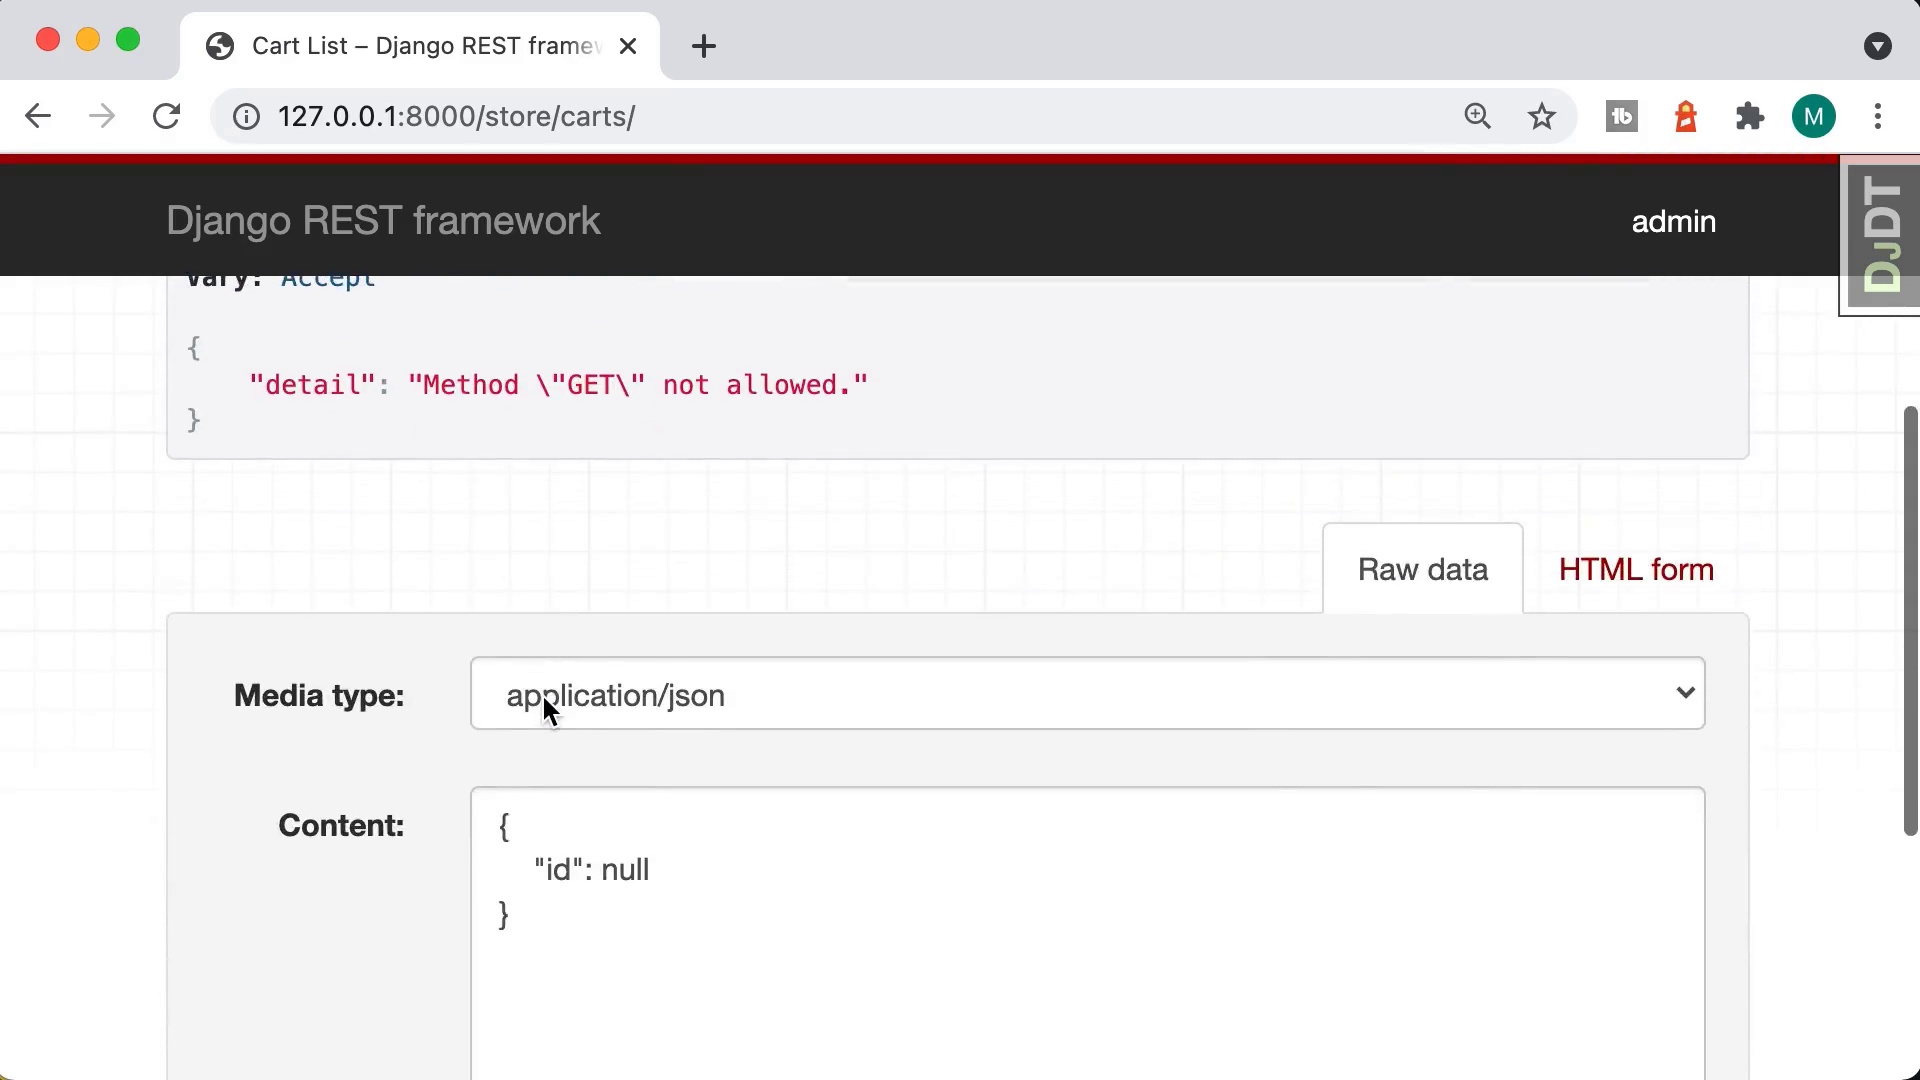 Cart List – Django REST framew
127.0.0.1:8000/store/carts/
M
Django REST framework
admin
DJDT
Vary: Accept
{
"detail": "Method \"GET\" not allowed."
}
Raw data
HTML form
Media type:
application/json
Content:
{
"id": null
}